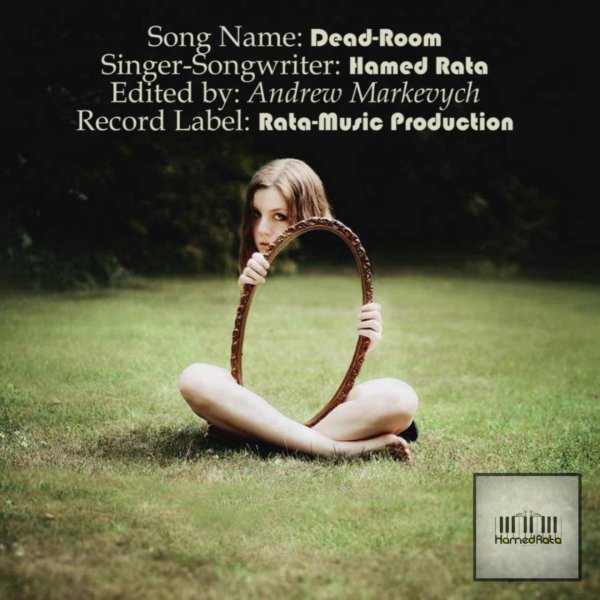 Song Name: Dead-Room
Singer-Songwriter: Hamed Rata
Edited by: Andrew Markevych
Record Label: Rata-Music Production
HamedRata